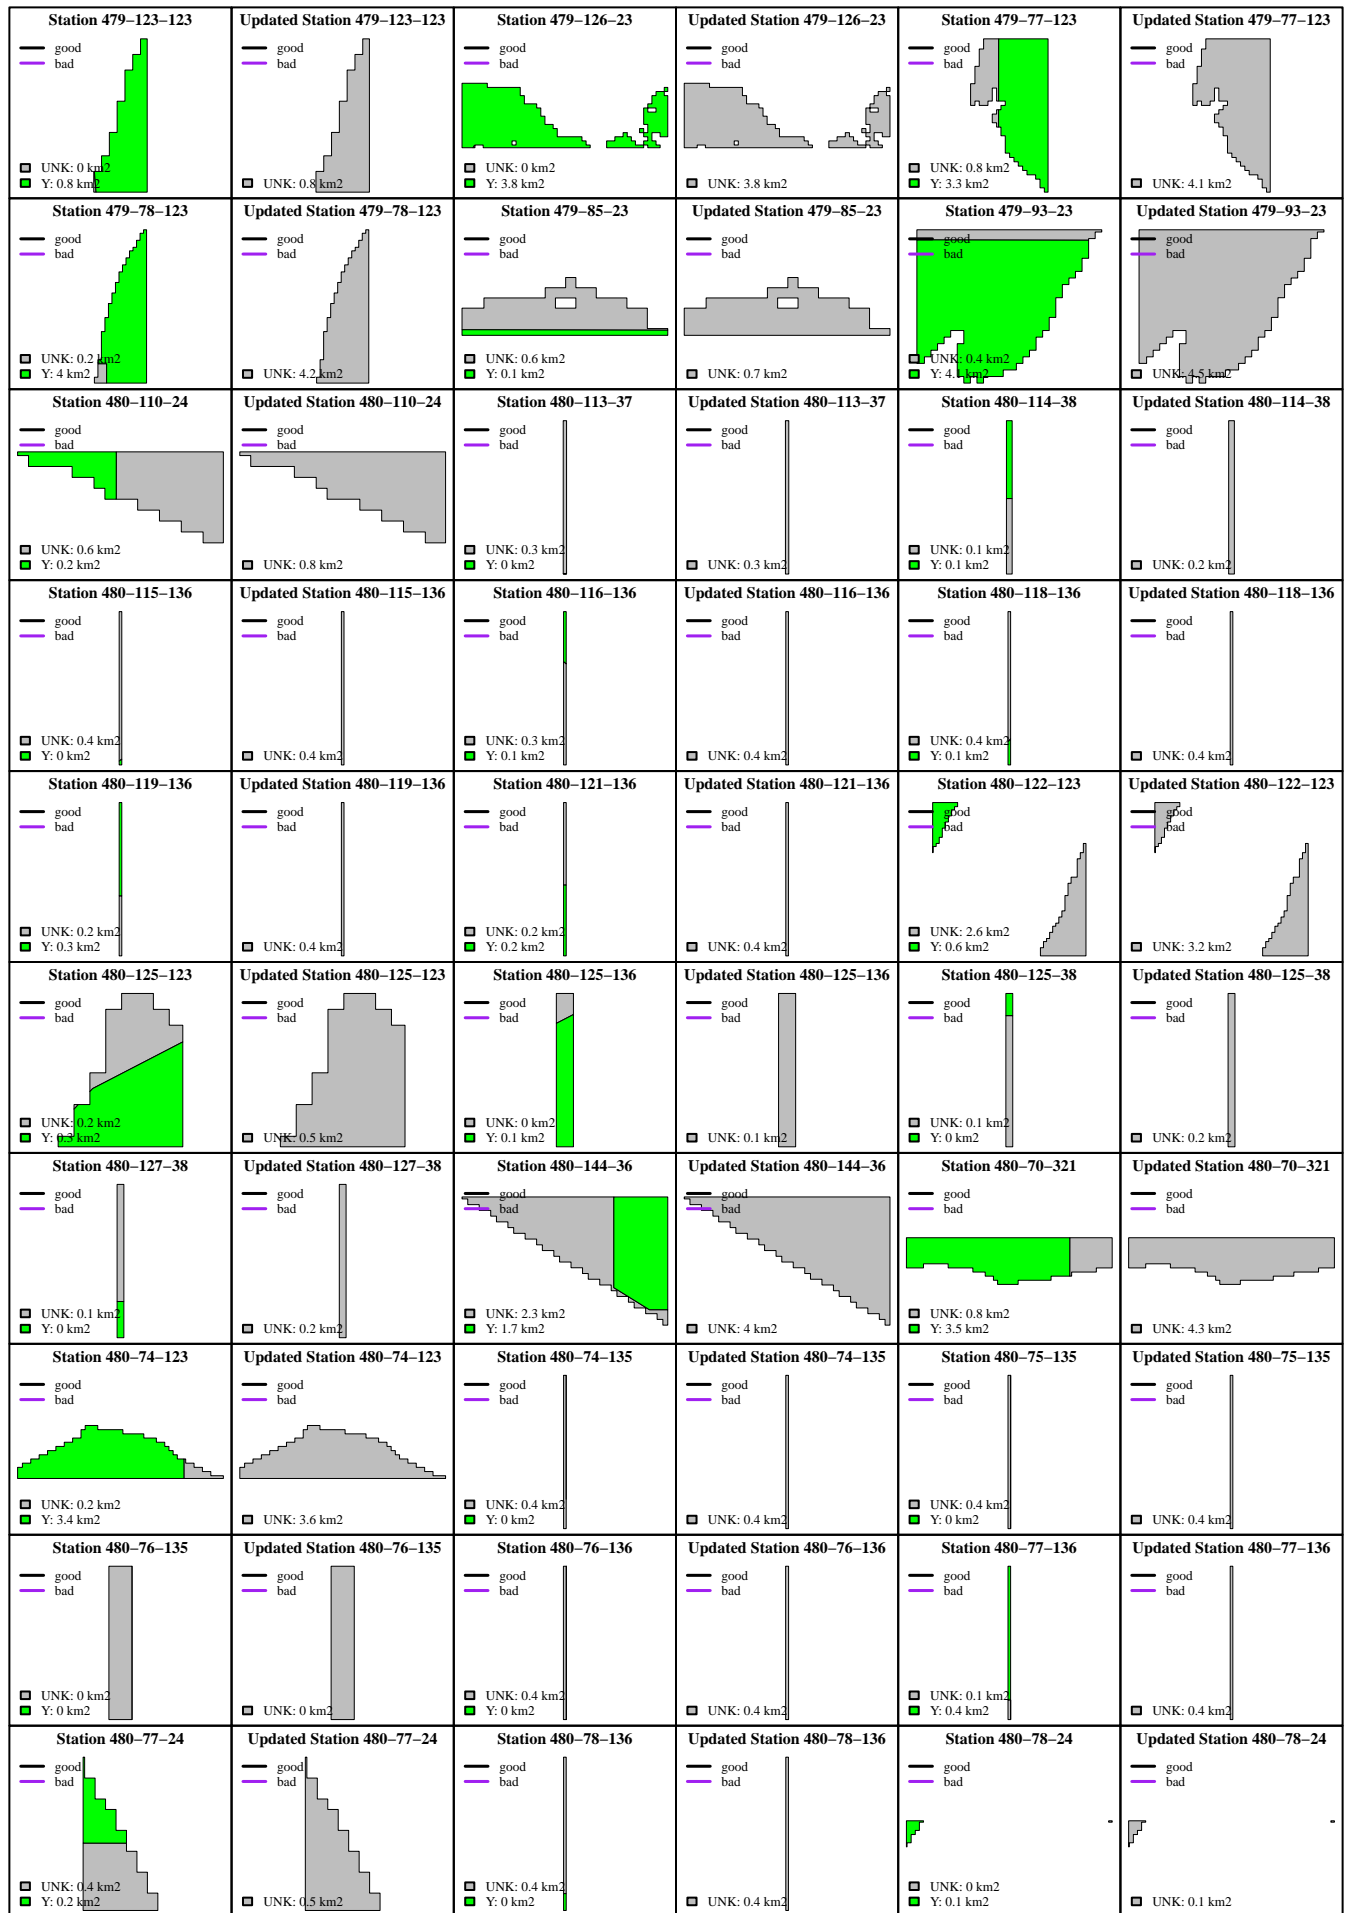 Station 479−123−123
good
bad
UNK: 0 km2
Y: 0.8 km2
Updated Station 479−123−123
good
bad
UNK: 0.8 km2
Station 479−126−23
good
bad
UNK: 0 km2
Y: 3.8 km2
Updated Station 479−126−23
good
bad
UNK: 3.8 km2
Station 479−77−123
good
bad
UNK: 0.8 km2
Y: 3.3 km2
Updated Station 479−77−123
good
bad
UNK: 4.1 km2
Station 479−78−123
good
bad
UNK: 0.2 km2
Y: 4 km2
Updated Station 479−78−123
good
bad
UNK: 4.2 km2
Station 479−85−23
good
bad
UNK: 0.6 km2
Y: 0.1 km2
Updated Station 479−85−23
good
bad
UNK: 0.7 km2
Station 479−93−23
good
bad
UNK: 0.4 km2
Y: 4.1 km2
Updated Station 479−93−23
good
bad
UNK: 4.5 km2
Station 480−110−24
good
bad
UNK: 0.6 km2
Y: 0.2 km2
Updated Station 480−110−24
good
bad
UNK: 0.8 km2
Station 480−113−37
good
bad
UNK: 0.3 km2
Y: 0 km2
Updated Station 480−113−37
good
bad
UNK: 0.3 km2
Station 480−114−38
good
bad
UNK: 0.1 km2
Y: 0.1 km2
Updated Station 480−114−38
good
bad
UNK: 0.2 km2
Station 480−115−136
good
bad
UNK: 0.4 km2
Y: 0 km2
Updated Station 480−115−136
good
bad
UNK: 0.4 km2
Station 480−116−136
good
bad
UNK: 0.3 km2
Y: 0.1 km2
Updated Station 480−116−136
good
bad
UNK: 0.4 km2
Station 480−118−136
good
bad
UNK: 0.4 km2
Y: 0.1 km2
Updated Station 480−118−136
good
bad
UNK: 0.4 km2
Station 480−119−136
good
bad
UNK: 0.2 km2
Y: 0.3 km2
Updated Station 480−119−136
good
bad
UNK: 0.4 km2
Station 480−121−136
good
bad
UNK: 0.2 km2
Y: 0.2 km2
Updated Station 480−121−136
good
bad
UNK: 0.4 km2
Station 480−122−123
good
bad
UNK: 2.6 km2
Y: 0.6 km2
Updated Station 480−122−123
good
bad
UNK: 3.2 km2
Station 480−125−123
good
bad
UNK: 0.2 km2
Y: 0.3 km2
Updated Station 480−125−123
good
bad
UNK: 0.5 km2
Station 480−125−136
good
bad
UNK: 0 km2
Y: 0.1 km2
Updated Station 480−125−136
good
bad
UNK: 0.1 km2
Station 480−125−38
good
bad
UNK: 0.1 km2
Y: 0 km2
Updated Station 480−125−38
good
bad
UNK: 0.2 km2
Station 480−127−38
good
bad
UNK: 0.1 km2
Y: 0 km2
Updated Station 480−127−38
good
bad
UNK: 0.2 km2
Station 480−144−36
good
bad
UNK: 2.3 km2
Y: 1.7 km2
Updated Station 480−144−36
good
bad
UNK: 4 km2
Station 480−70−321
good
bad
UNK: 0.8 km2
Y: 3.5 km2
Updated Station 480−70−321
good
bad
UNK: 4.3 km2
Station 480−74−123
good
bad
UNK: 0.2 km2
Y: 3.4 km2
Updated Station 480−74−123
good
bad
UNK: 3.6 km2
Station 480−74−135
good
bad
UNK: 0.4 km2
Y: 0 km2
Updated Station 480−74−135
good
bad
UNK: 0.4 km2
Station 480−75−135
good
bad
UNK: 0.4 km2
Y: 0 km2
Updated Station 480−75−135
good
bad
UNK: 0.4 km2
Station 480−76−135
good
bad
UNK: 0 km2
Y: 0 km2
Updated Station 480−76−135
good
bad
UNK: 0 km2
Station 480−76−136
good
bad
UNK: 0.4 km2
Y: 0 km2
Updated Station 480−76−136
good
bad
UNK: 0.4 km2
Station 480−77−136
good
bad
UNK: 0.1 km2
Y: 0.4 km2
Updated Station 480−77−136
good
bad
UNK: 0.4 km2
Station 480−77−24
good
bad
UNK: 0.4 km2
Y: 0.2 km2
Updated Station 480−77−24
good
bad
UNK: 0.5 km2
Station 480−78−136
good
bad
UNK: 0.4 km2
Y: 0 km2
Updated Station 480−78−136
good
bad
UNK: 0.4 km2
Station 480−78−24
good
bad
UNK: 0 km2
Y: 0.1 km2
Updated Station 480−78−24
good
bad
UNK: 0.1 km2